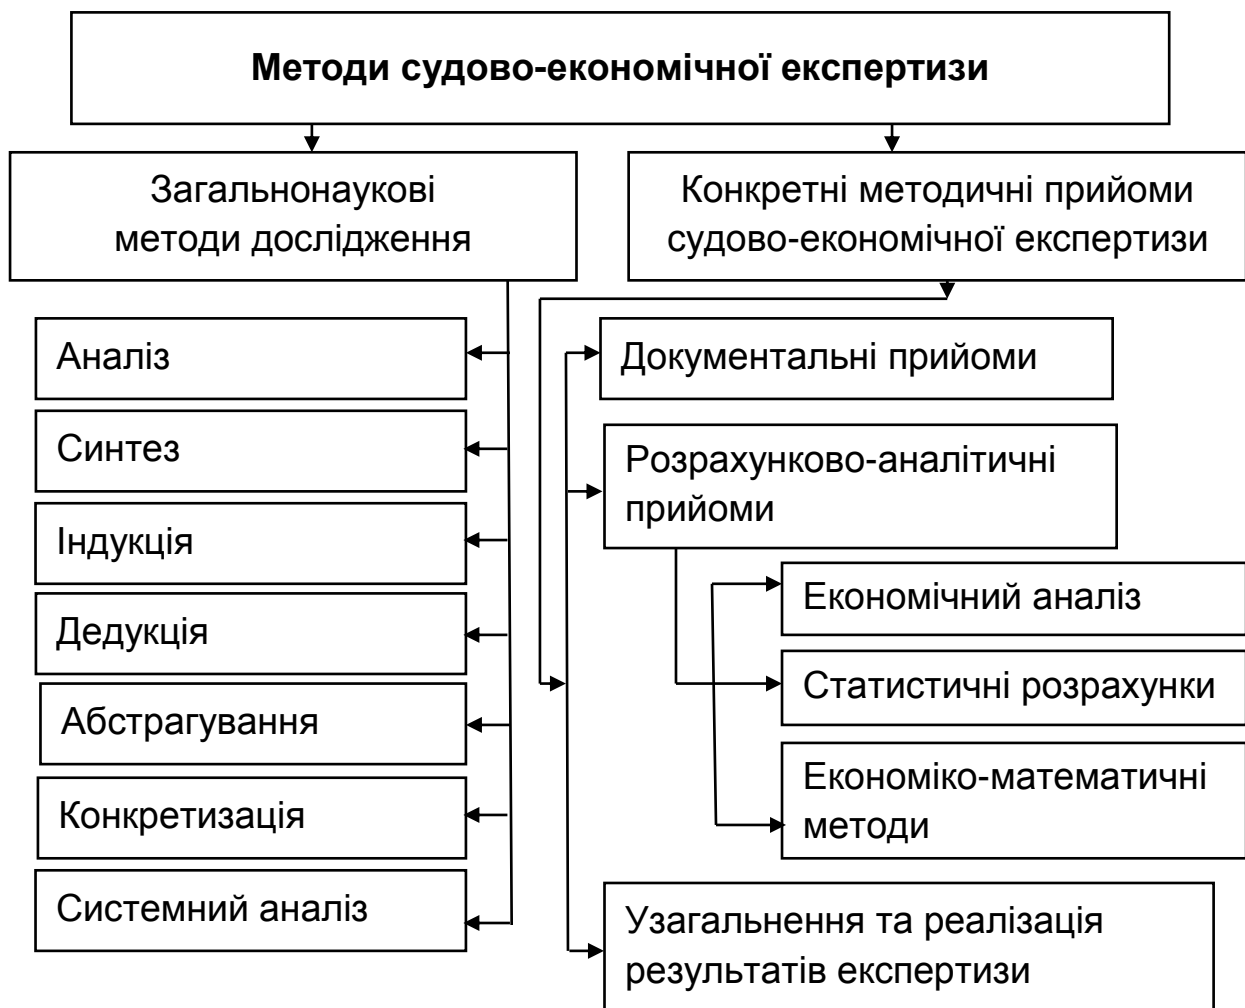 Методи судово-економічної експертизи
Загальнонаукові
методи дослідження
Конкретні методичні прийоми
судово-економічної експертизи
Аналіз
Синтез
Індукція
Дедукція
Абстрагування
Конкретизація
Системний аналіз
Документальні прийоми
Розрахунково-аналітичні
прийоми
Економічний аналіз
Статистичні розрахунки
Економіко-математичні
методи
Узагальнення та реалізація
результатів експертизи